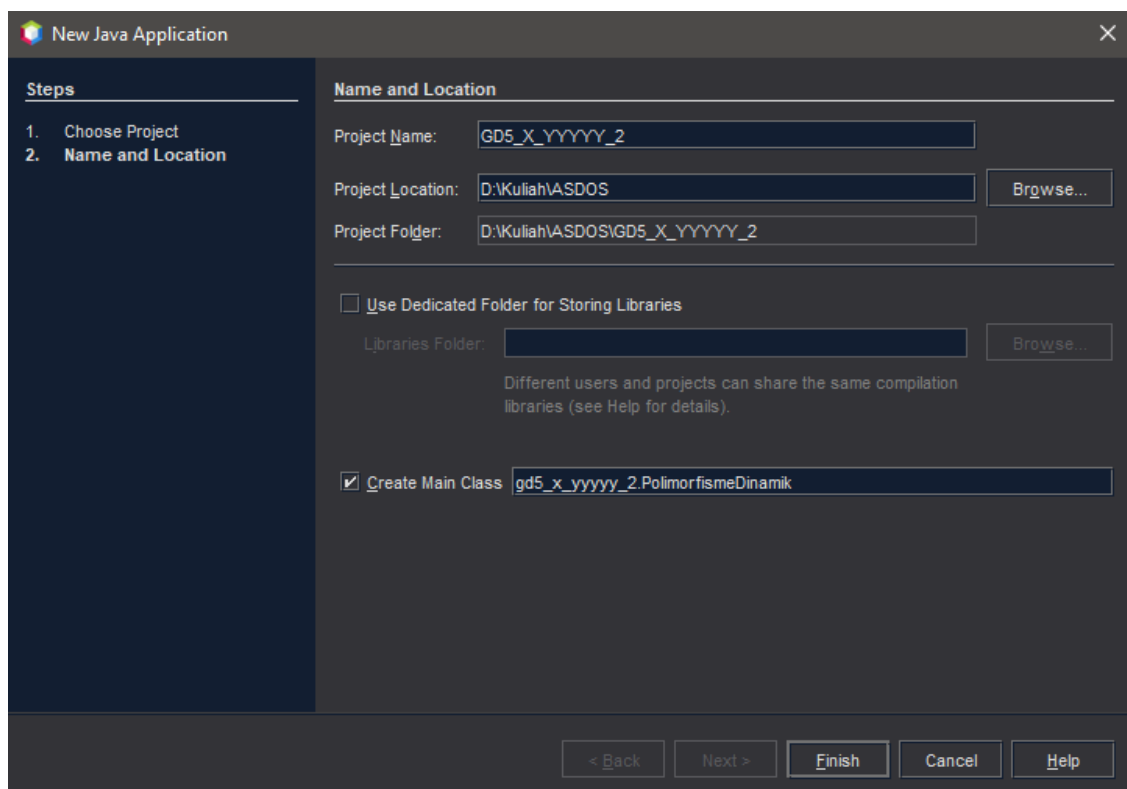 New Java Application
Steps
1. Choose Project
2. Name and Location
Name and Location
Project Name: GD5_X_YYYYY_2
Project Location: D:\Kuliah\ASDOS Browse...
Project Folder: D:\Kuliah\ASDOS\GD5_X_YYYYY_2
Use Dedicated Folder for Storing Libraries
Libraries Folder: Browse...
Different users and projects can share the same compilation
libraries (see Help for details).
Create Main Class gd5_x_yyyyy_2.PolimorfismeDinamik
< Back Next > Finish Cancel Help